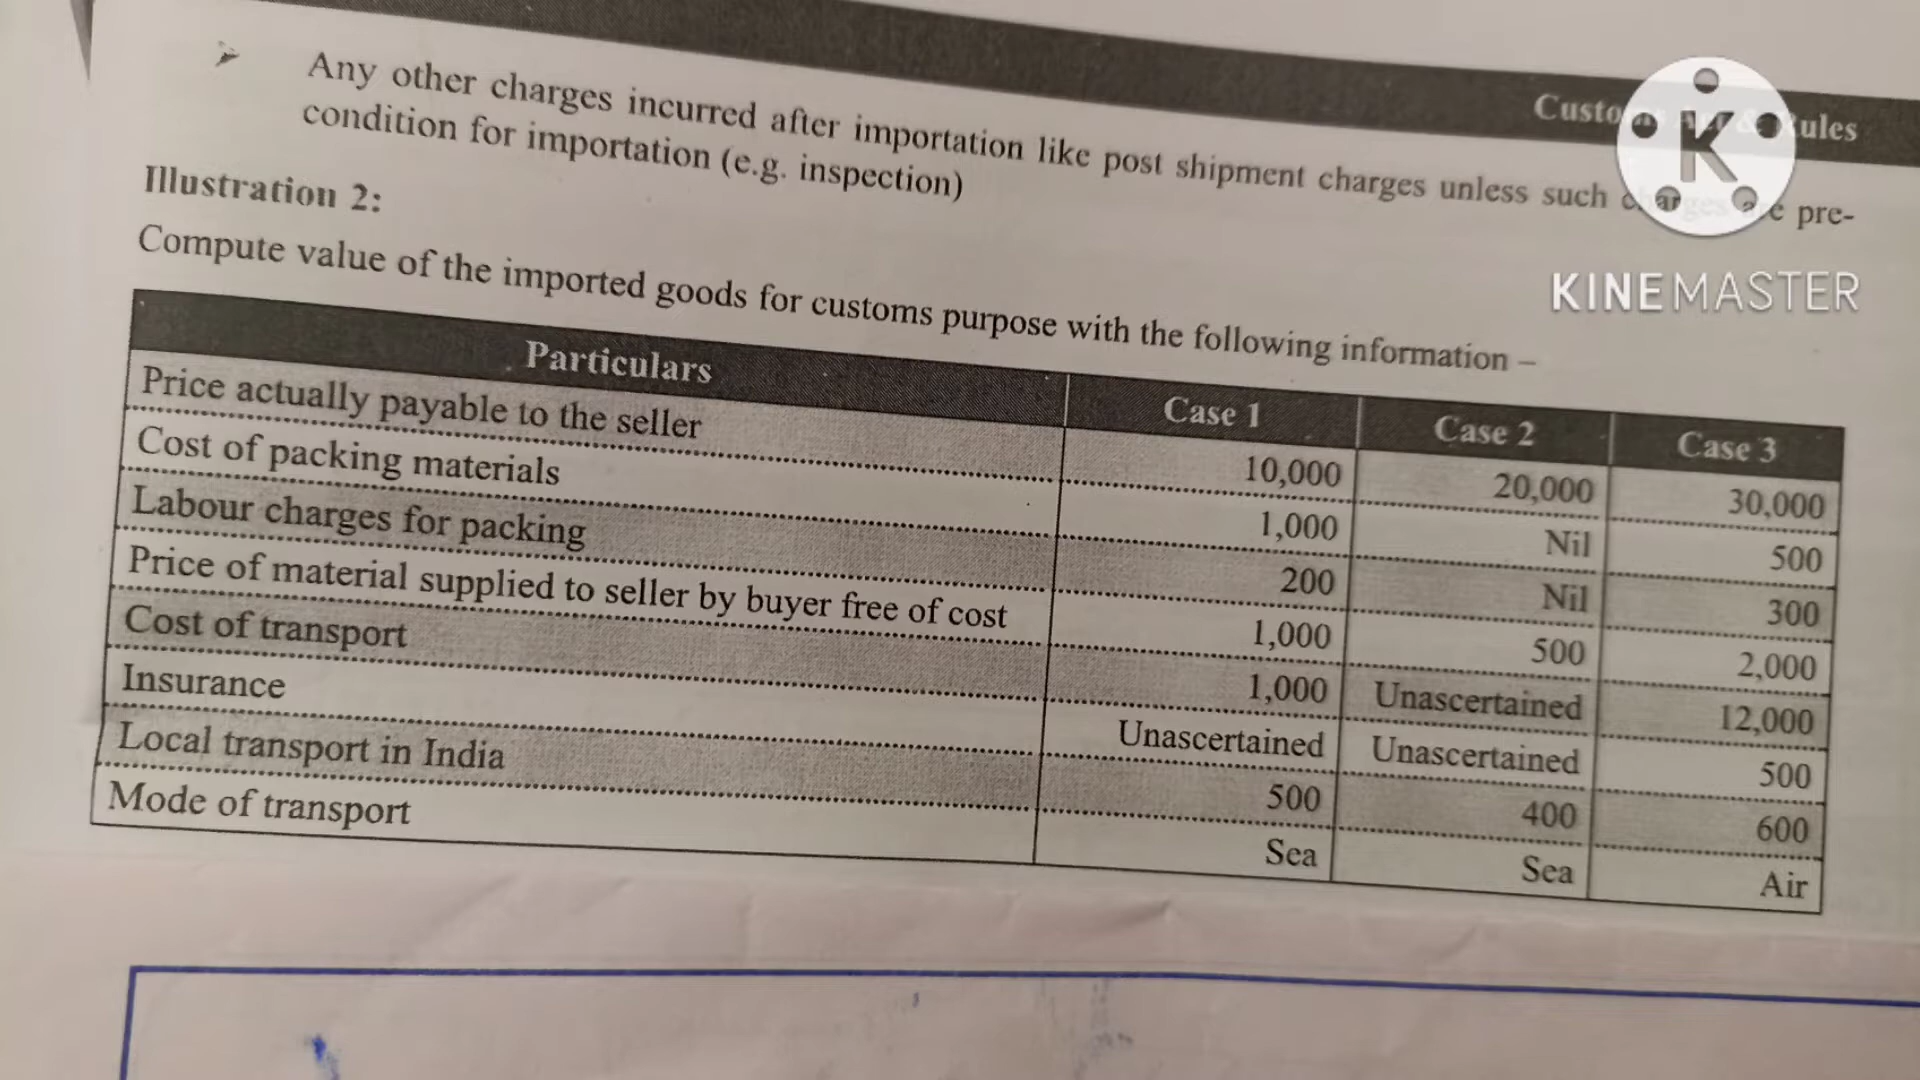 Customs Act & Rules
Any other charges incurred after importation like post shipment charges unless such charges are pre-
condition for importation (e.g. inspection)
KINEMASTER
Illustration 2:
Compute value of the imported goods for customs purpose with the following information –
Particulars Case 1 Case 2 Case 3
Price actually payable to the seller 10,000 20,000 30,000
Cost of packing materials 1,000 Nil 500
Labour charges for packing 200 Nil 300
Price of material supplied to seller by buyer free of cost 1,000 500 2,000
Cost of transport 1,000 Unascertained 12,000
Insurance Unascertained Unascertained 500
Local transport in India 500 400 600
Mode of transport Sea Sea Air